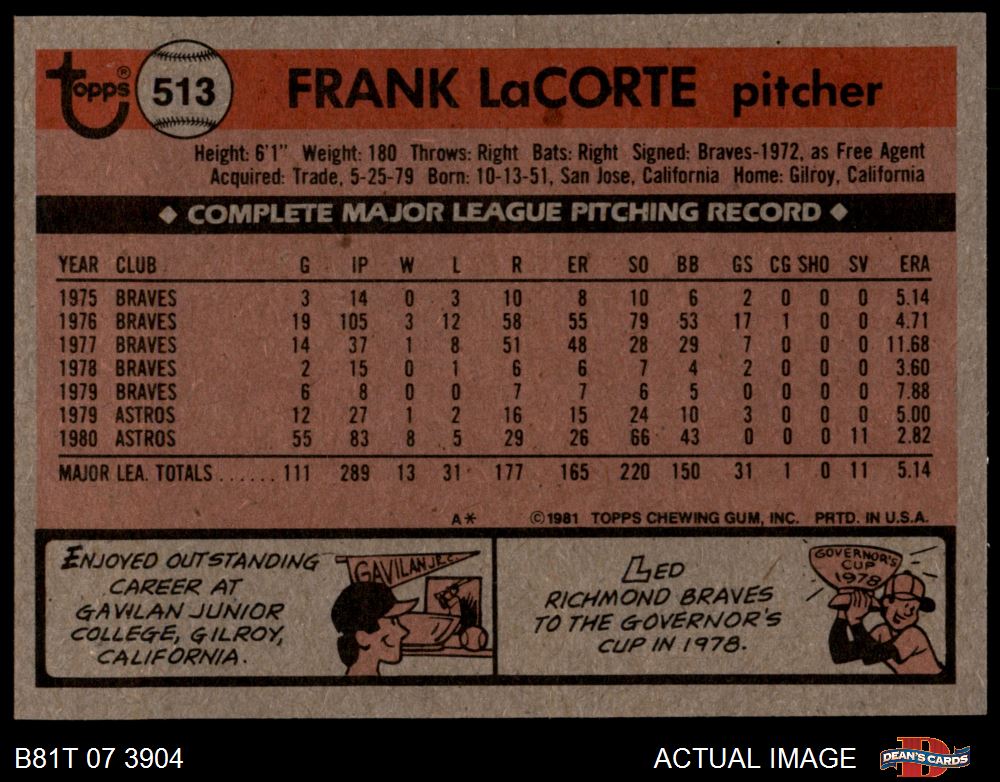 topps® 513 FRANK LaCORTE pitcher
Height: 6'1" Weight: 180 Throws: Right Bats: Right Signed: Braves-1972, as Free Agent
Acquired: Trade, 5-25-79 Born: 10-13-51, San Jose, California Home: Gilroy, California
◆ COMPLETE MAJOR LEAGUE PITCHING RECORD ◆
YEAR CLUB G IP W L R ER SO BB GS CG SHO SV ERA
1975 BRAVES 3 14 0 3 10 8 10 6 2 0 0 0 5.14
1976 BRAVES 19 105 3 12 58 55 79 53 17 1 0 0 4.71
1977 BRAVES 14 37 1 8 51 48 28 29 7 0 0 0 11.68
1978 BRAVES 2 15 0 1 6 6 7 4 2 0 0 0 3.60
1979 BRAVES 6 8 0 0 7 7 6 5 0 0 0 0 7.88
1979 ASTROS 12 27 1 2 16 15 24 10 3 0 0 0 5.00
1980 ASTROS 55 83 8 5 29 26 66 43 0 0 0 11 2.82
MAJOR LEA. TOTALS ...... 111 289 13 31 177 165 220 150 31 1 0 11 5.14
A* ©1981 TOPPS CHEWING GUM, INC. PRTD. IN U.S.A.
ENJOYED OUTSTANDING
CAREER AT
GAVILAN JUNIOR
COLLEGE, GILROY,
CALIFORNIA.
GAVILAN JR. C.
LED
RICHMOND BRAVES
TO THE GOVERNOR'S
CUP IN 1978.
GOVERNOR'S
CUP
1978
B81T 07 3904 ACTUAL IMAGE DEAN'S CARDS